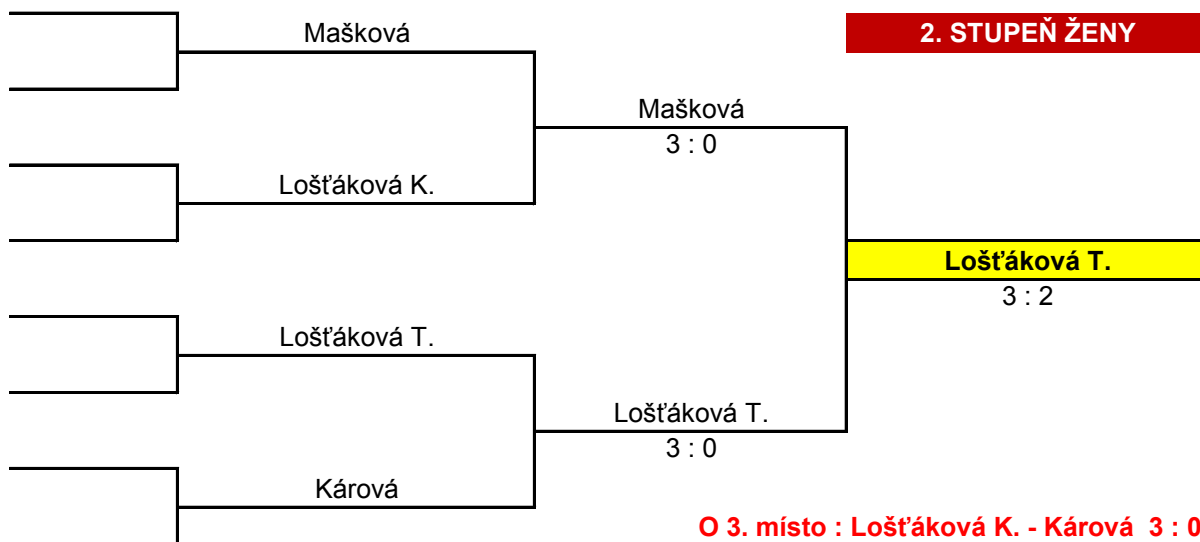 Mašková
2. STUPEŇ ŽENY
Mašková
3 : 0
Lošťáková K.
Lošťáková T.
3 : 2
Lošťáková T.
Lošťáková T.
3 : 0
Kárová
O 3. místo : Lošťáková K. - Kárová 3 : 0